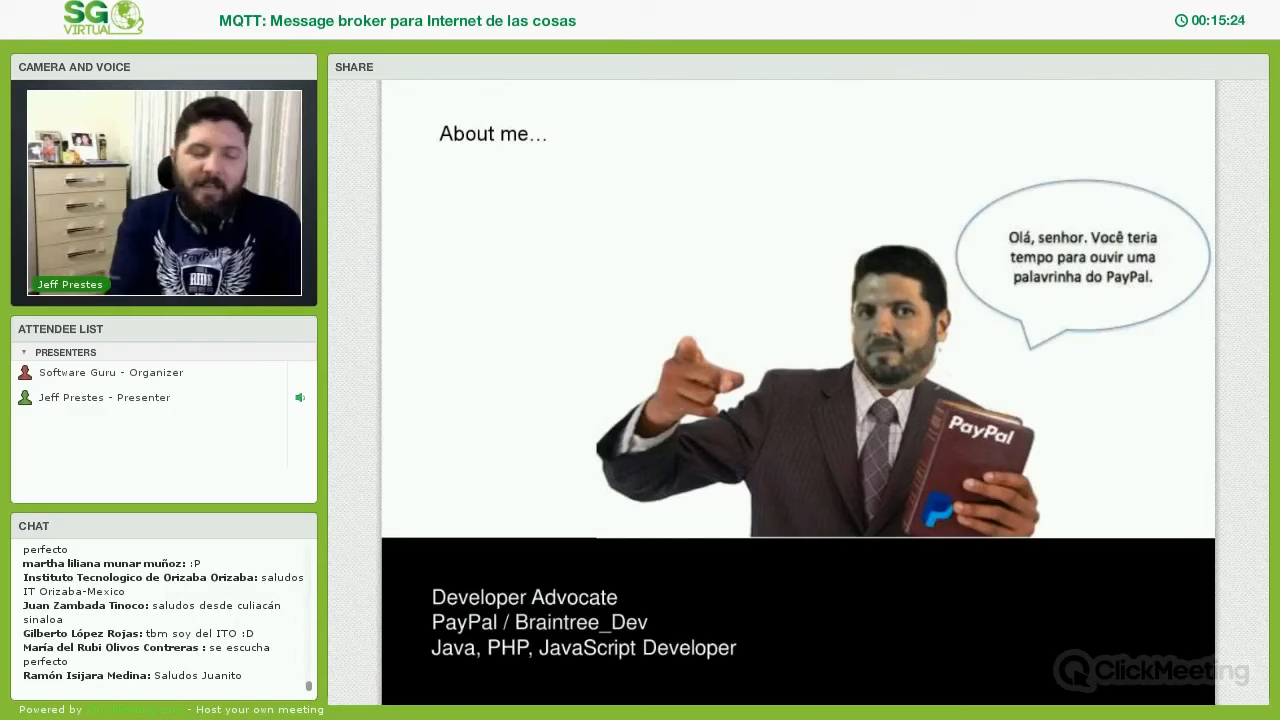 SG
VIRTUAL
MQTT: Message broker para Internet de las cosas
00:15:24
CAMERA AND VOICE
PayPal
Jeff Prestes
ATTENDEE LIST
PRESENTERS
Software Guru - Organizer
Jeff Prestes - Presenter
CHAT
perfecto
martha liliana munar muñoz: :P
Instituto Tecnologico de Orizaba Orizaba: saludos
IT Orizaba-Mexico
Juan Zambada Tinoco: saludos desde culiacán
sinaloa
Gilberto López Rojas: tbm soy del ITO :D
María del Rubi Olivos Contreras : se escucha
perfecto
Ramón Isijara Medina: Saludos Juanito
Powered by
- Host your own meeting
SHARE
About me...
Olá, senhor. Você teria
tempo para ouvir uma
palavrinha do PayPal.
PayPal
Developer Advocate
PayPal / Braintree_Dev
Java, PHP, JavaScript Developer
ClickMeeting